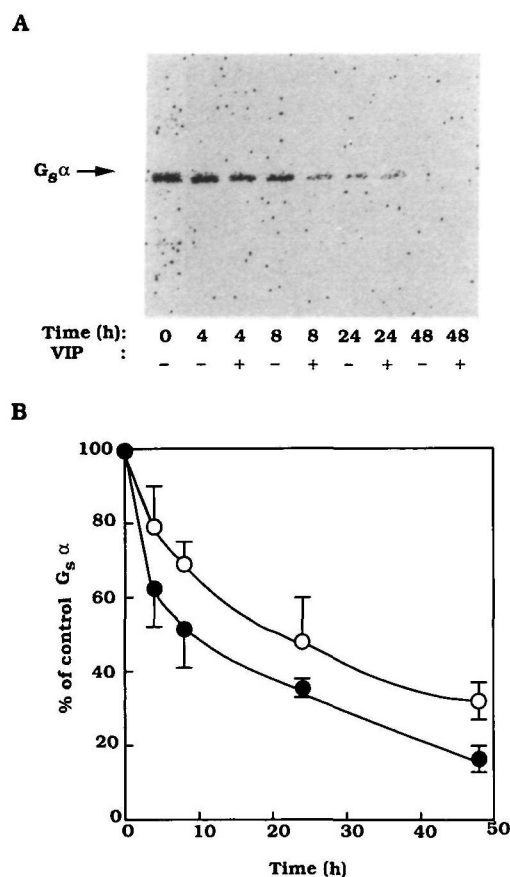 A
Gsα
Time (h): 0 4 4 8 8 24 24 48 48
VIP : - - + - + - + - +
B
100
80
60
40
20
0
% of control Gs α
0 10 20 30 40 50
Time (h)